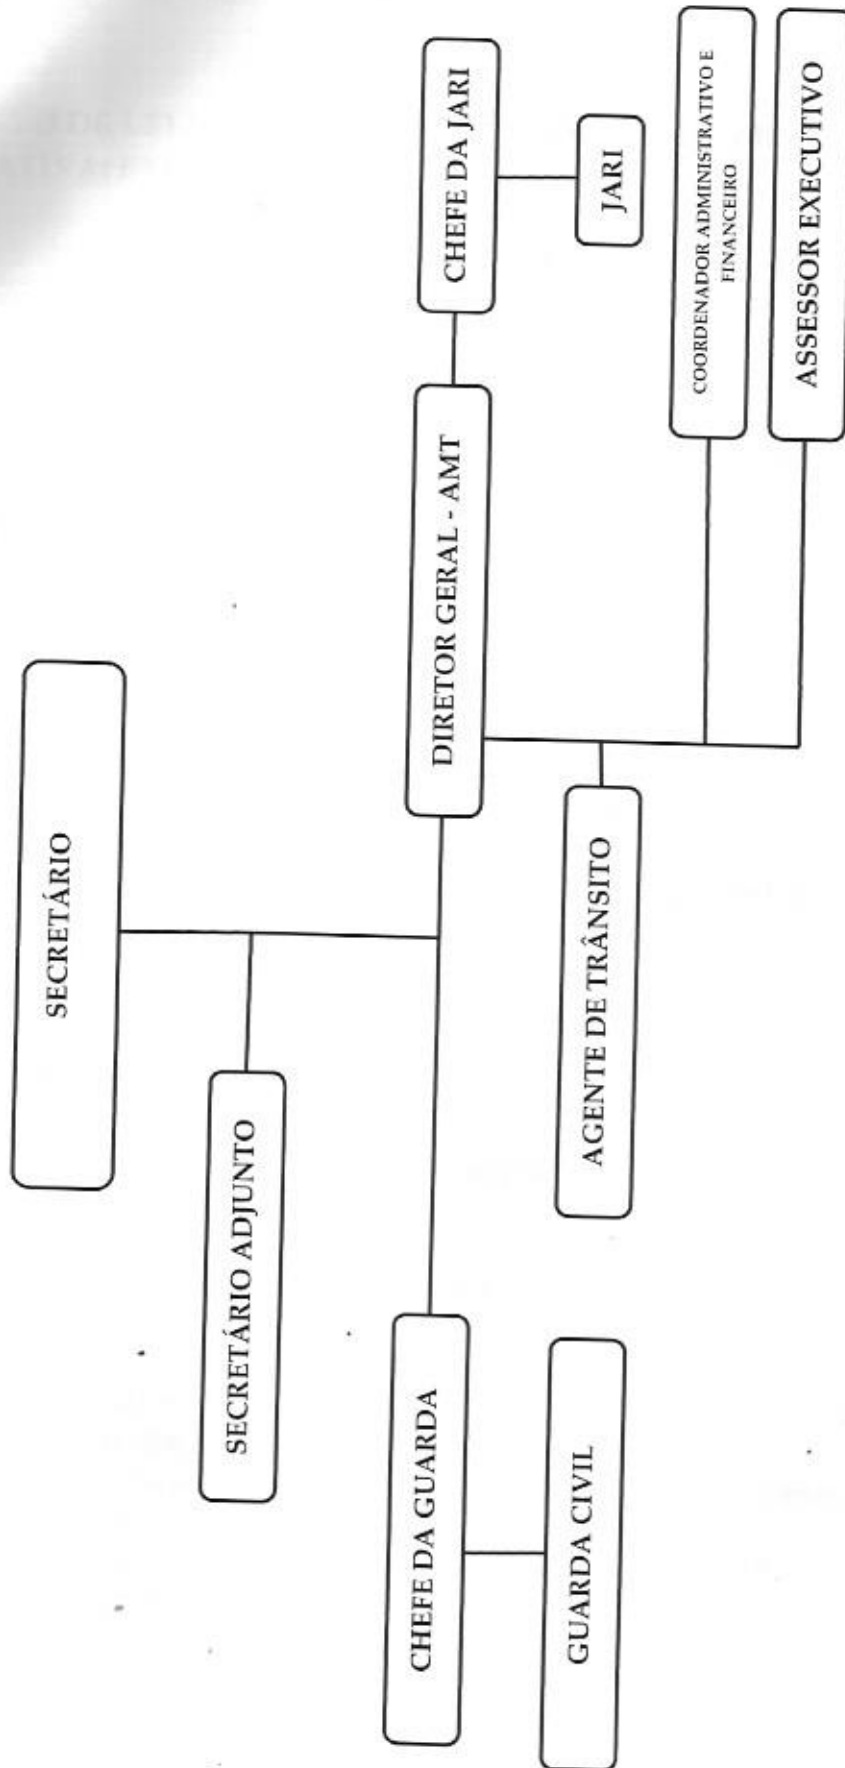 SECRETÁRIO
SECRETÁRIO ADJUNTO
CHEFE DA GUARDA
DIRETOR GERAL - AMT
CHEFE DA JARI
GUARDA CIVIL
AGENTE DE TRÂNSITO
JARI
COORDENADOR ADMINISTRATIVO E
FINANCEIRO
ASSESSOR EXECUTIVO